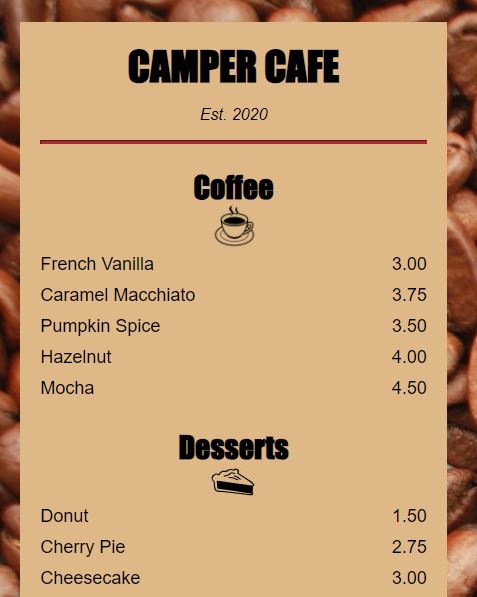 CAMPER CAFE
Est. 2020
Coffee
French Vanilla 3.00
Caramel Macchiato 3.75
Pumpkin Spice 3.50
Hazelnut 4.00
Mocha 4.50
Desserts
Donut 1.50
Cherry Pie 2.75
Cheesecake 3.00